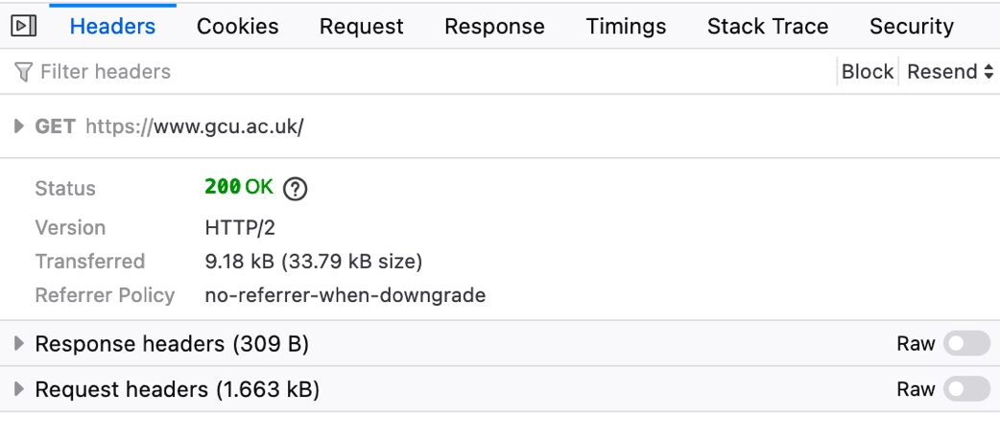 Headers Cookies Request Response Timings Stack Trace Security
Filter headers Block Resend
GET https://www.gcu.ac.uk/
Status 200 OK ?
Version HTTP/2
Transferred 9.18 kB (33.79 kB size)
Referrer Policy no-referrer-when-downgrade
Response headers (309 B) Raw
Request headers (1.663 kB) Raw